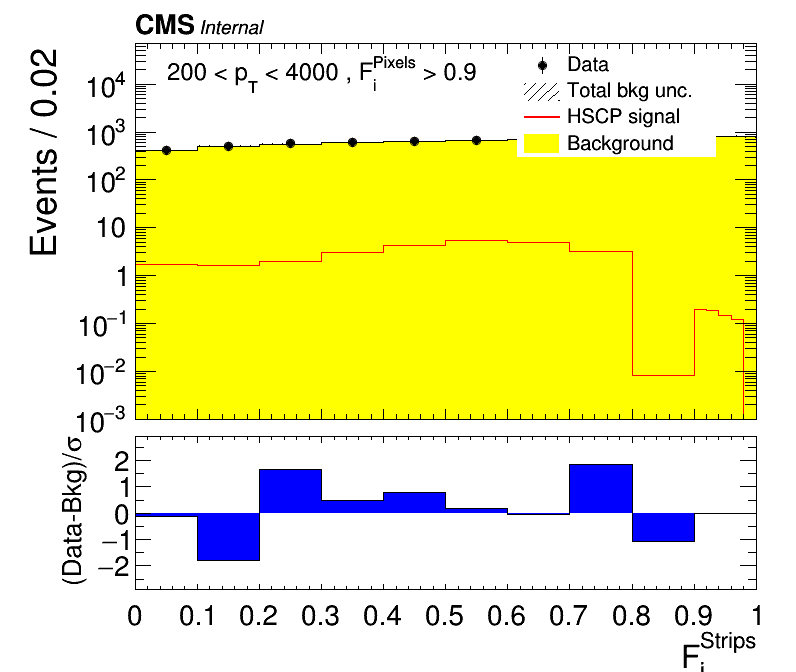 CMS Internal
200 < p_T < 4000 , F_i^Pixels > 0.9
Data
Total bkg unc.
HSCP signal
Background
Events / 0.02
10^4
10^3
10^2
10
1
10^−1
10^−2
10^−3
(Data-Bkg)/σ
2
1
0
−1
−2
0 0.1 0.2 0.3 0.4 0.5 0.6 0.7 0.8 0.9 1
F_i^Strips